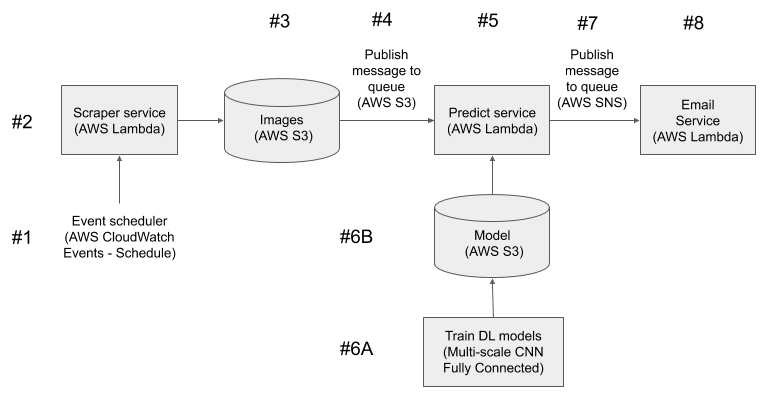 #3
#4
#5
#7
#8
Publish
message to
queue
(AWS S3)
Publish
message
to queue
(AWS SNS)
#2
Scraper service
(AWS Lambda)
Images
(AWS S3)
Predict service
(AWS Lambda)
Email
Service
(AWS Lambda)
#1
Event scheduler
(AWS CloudWatch
Events - Schedule)
#6B
Model
(AWS S3)
#6A
Train DL models
(Multi-scale CNN
Fully Connected)